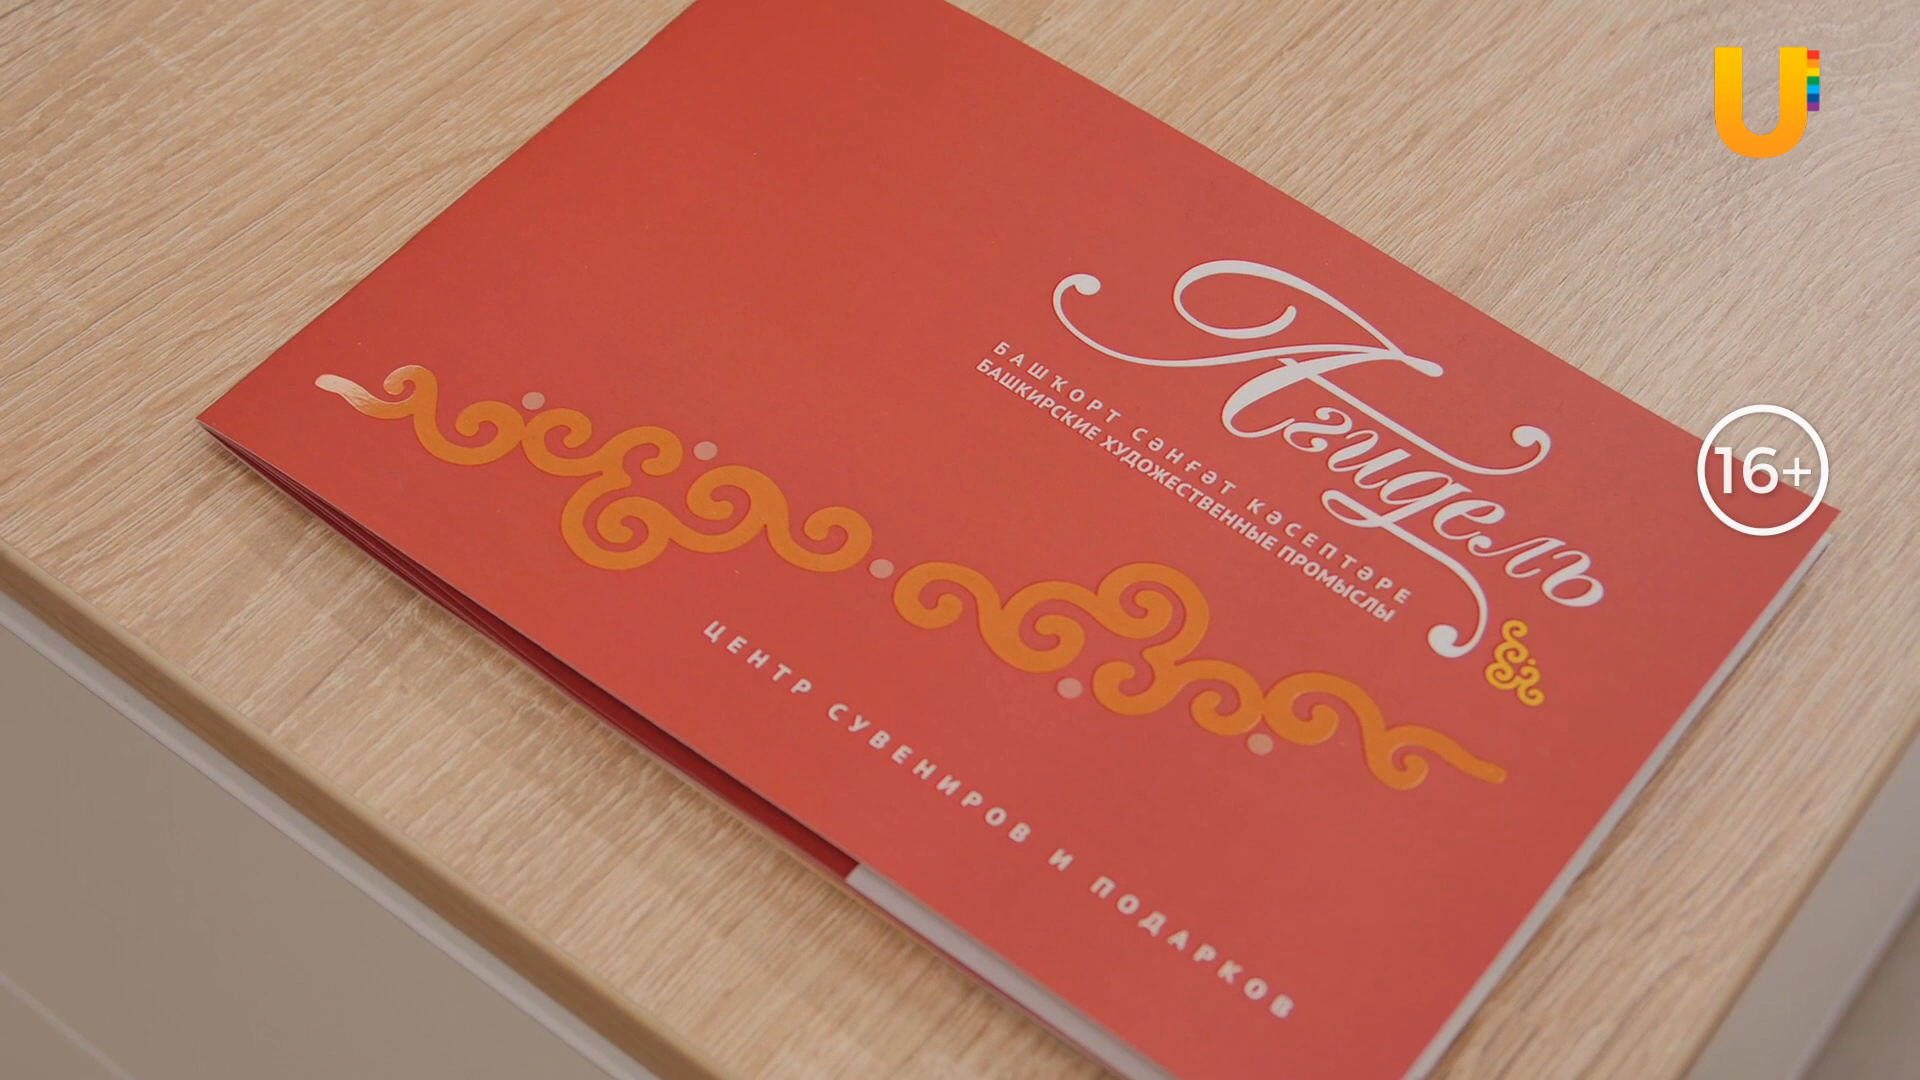 U
Агидель
БАШҠОРТ СӘНҒӘТ КӘСЕПТӘРЕ
БАШКИРСКИЕ ХУДОЖЕСТВЕННЫЕ ПРОМЫСЛЫ
16+
ЦЕНТР СУВЕНИРОВ И ПОДАРКОВ